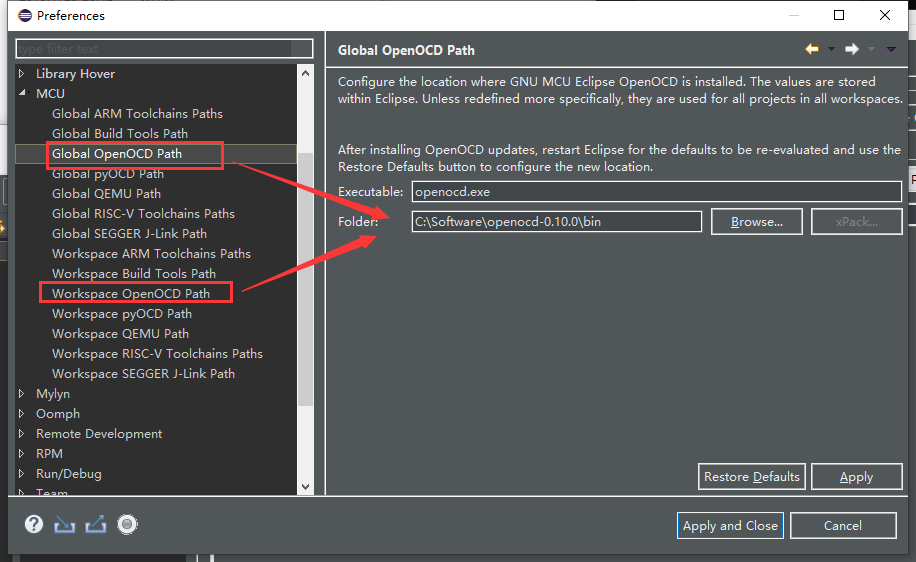 Preferences
type filter text
Library Hover
MCU
Global ARM Toolchains Paths
Global Build Tools Path
Global OpenOCD Path
Global pyOCD Path
Global QEMU Path
Global RISC-V Toolchains Paths
Global SEGGER J-Link Path
Workspace ARM Toolchains Paths
Workspace Build Tools Path
Workspace OpenOCD Path
Workspace pyOCD Path
Workspace QEMU Path
Workspace RISC-V Toolchains Paths
Workspace SEGGER J-Link Path
Mylyn
Oomph
Remote Development
RPM
Run/Debug
Team
Global OpenOCD Path
Configure the location where GNU MCU Eclipse OpenOCD is installed. The values are stored
within Eclipse. Unless redefined more specifically, they are used for all projects in all workspaces.
After installing OpenOCD updates, restart Eclipse for the defaults to be re-evaluated and use the
Restore Defaults button to configure the new location.
Executable: openocd.exe
Folder: C:\Software\openocd-0.10.0\bin Browse... xPack...
Restore Defaults Apply
Apply and Close Cancel